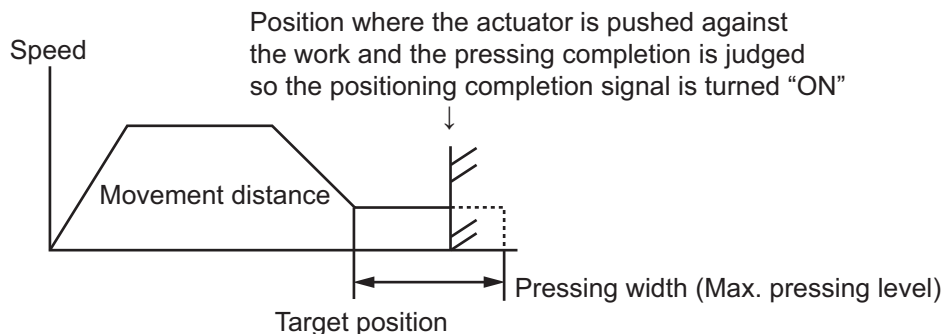 Position where the actuator is pushed against
the work and the pressing completion is judged
so the positioning completion signal is turned “ON”
↓
Speed
Movement distance
Pressing width (Max. pressing level)
Target position